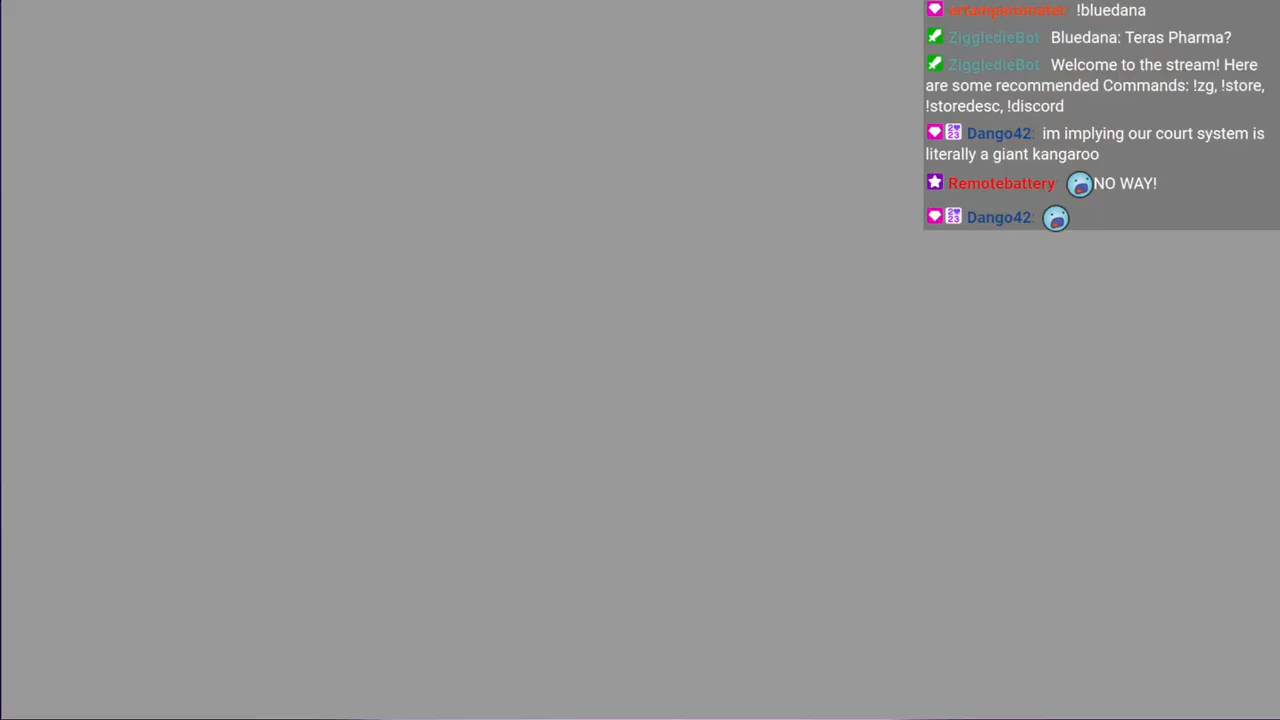 !bluedana
ZiggledieBot Bluedana: Teras Pharma?
ZiggledieBot Welcome to the stream! Here
are some recommended Commands: !zg, !store,
!storedesc, !discord
Dango42: im implying our court system is
literally a giant kangaroo
Remotebattery: NO WAY!
Dango42: